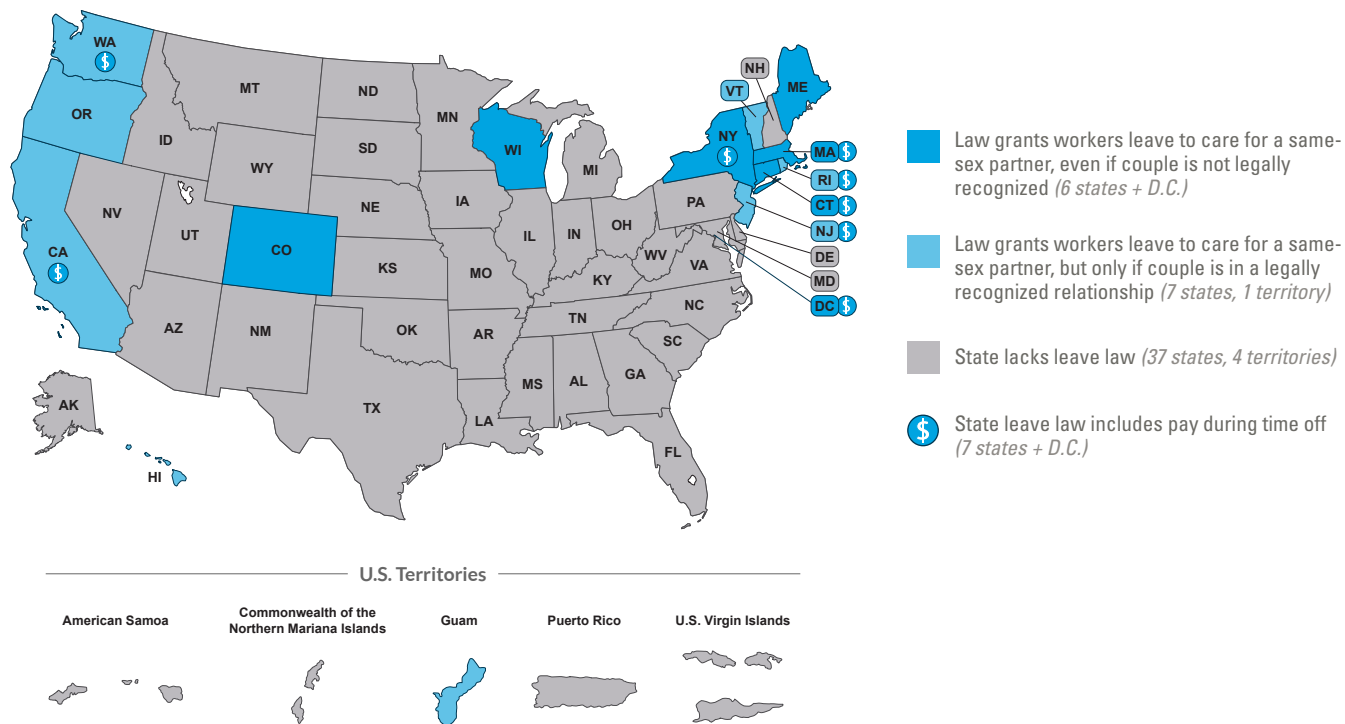 WA
$
OR
CA
$
ID
NV
MT
WY
UT
CO
AZ
NM
ND
SD
NE
KS
OK
TX
MN
IA
MO
AR
LA
WI
IL
IN
MI
OH
KY
TN
MS
AL
GA
FL
SC
NC
VA
WV
PA
NY
$
VT
NH
ME
MA $
RI $
CT $
NJ $
DE
MD
DC $
AK
HI
Law grants workers leave to care for a same-
sex partner, even if couple is not legally
recognized (6 states + D.C.)
Law grants workers leave to care for a same-
sex partner, but only if couple is in a legally
recognized relationship (7 states, 1 territory)
State lacks leave law (37 states, 4 territories)
$ State leave law includes pay during time off
(7 states + D.C.)
U.S. Territories
American Samoa
Commonwealth of the
Northern Mariana Islands
Guam
Puerto Rico
U.S. Virgin Islands